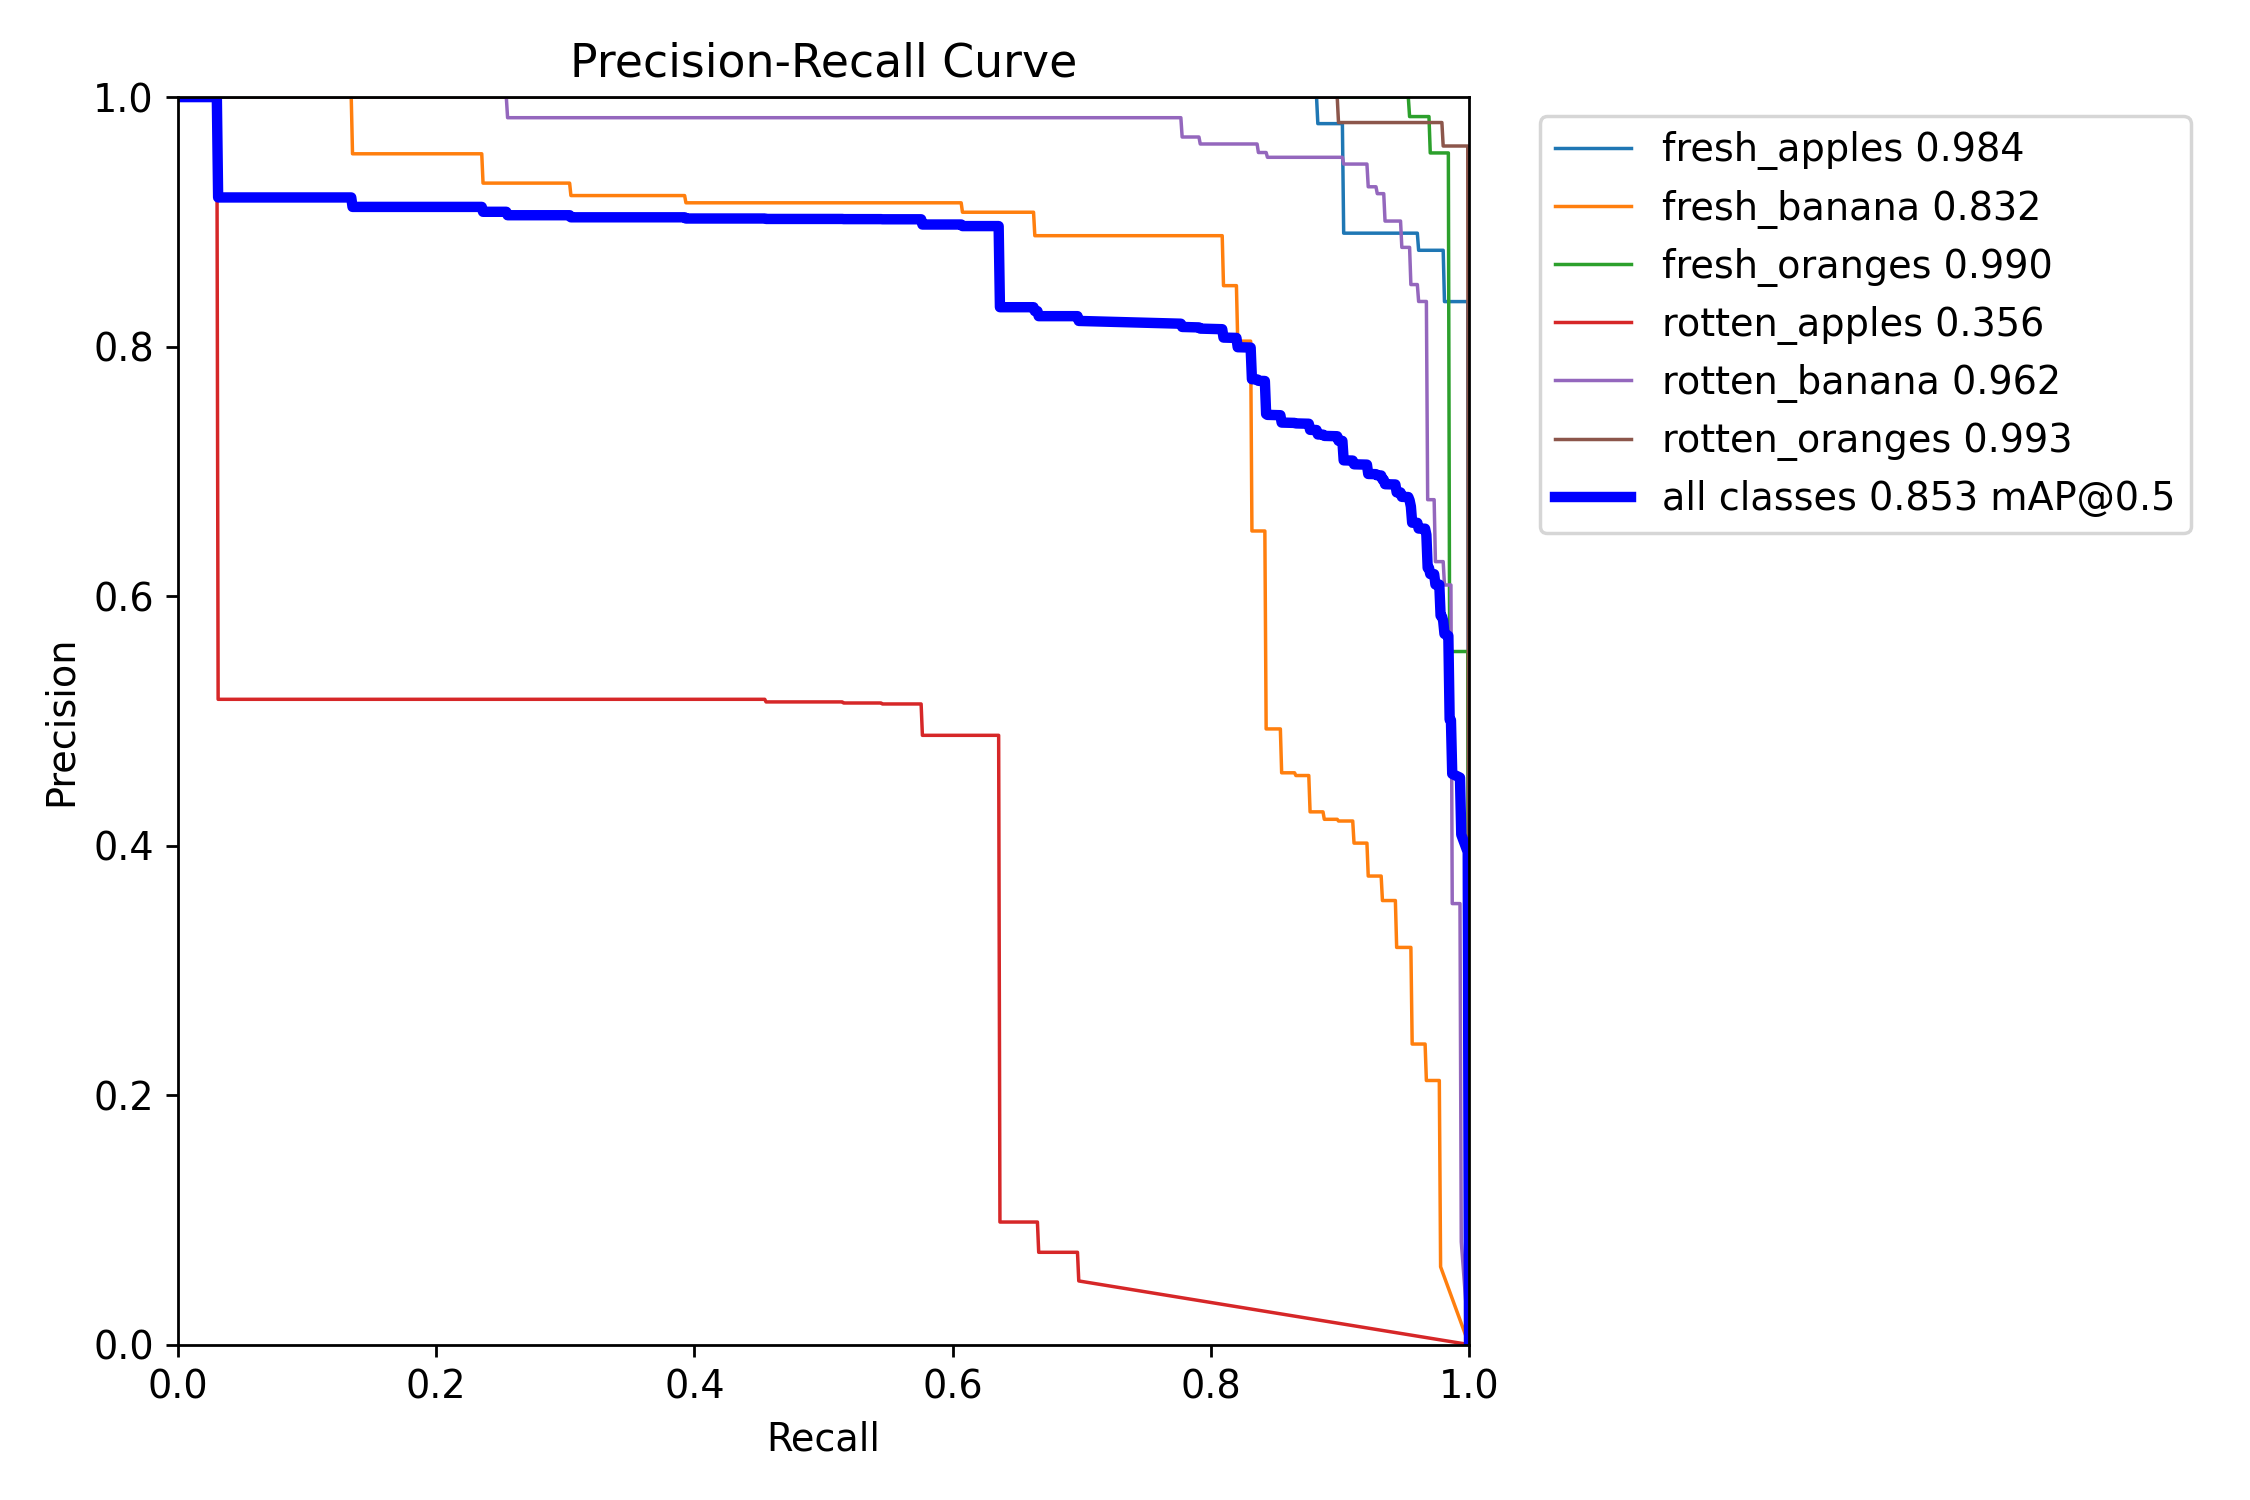 Precision-Recall Curve
1.0
0.8
0.6
0.4
0.2
0.0
Precision
0.0 0.2 0.4 0.6 0.8 1.0
Recall
fresh_apples 0.984
fresh_banana 0.832
fresh_oranges 0.990
rotten_apples 0.356
rotten_banana 0.962
rotten_oranges 0.993
all classes 0.853 mAP@0.5